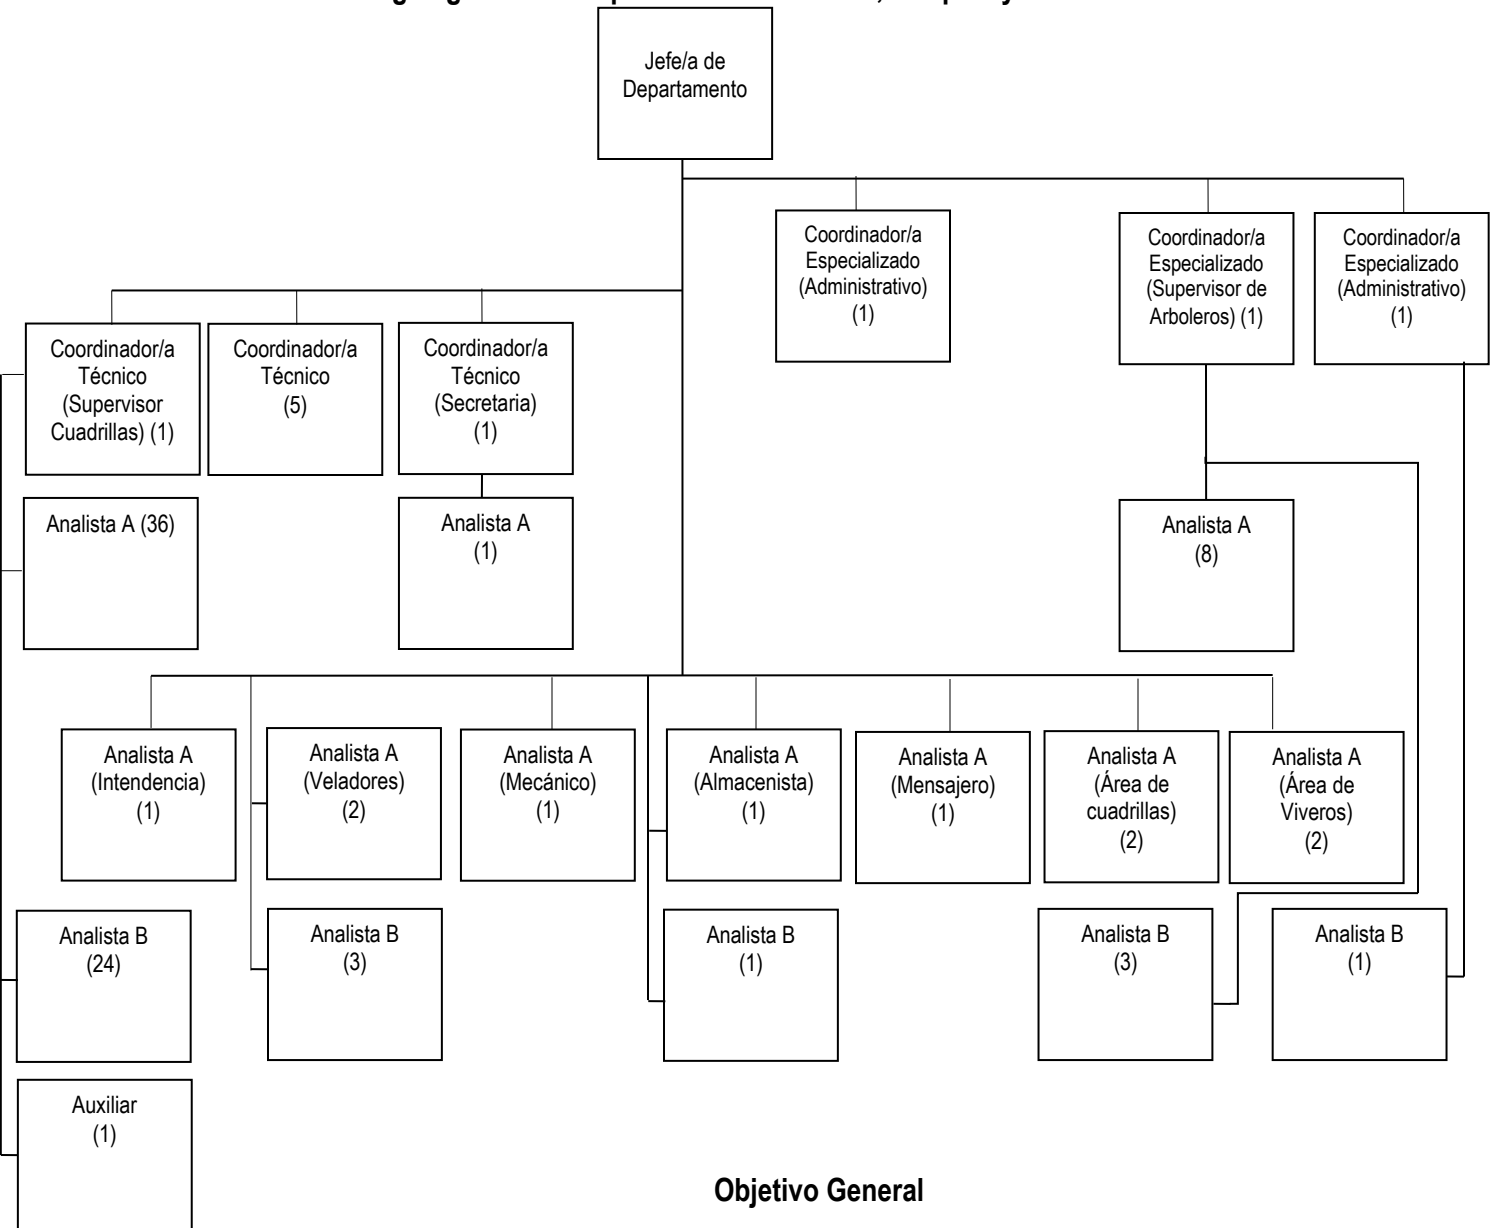 Jefe/a de
Departamento
Coordinador/a
Especializado
(Administrativo)
(1)
Coordinador/a
Especializado
(Supervisor de
Arboleros) (1)
Coordinador/a
Especializado
(Administrativo)
(1)
Coordinador/a
Técnico
(Supervisor
Cuadrillas) (1)
Coordinador/a
Técnico
(5)
Coordinador/a
Técnico
(Secretaria)
(1)
Analista A (36)
Analista A
(1)
Analista A
(8)
Analista A
(Intendencia)
(1)
Analista A
(Veladores)
(2)
Analista A
(Mecánico)
(1)
Analista A
(Almacenista)
(1)
Analista A
(Mensajero)
(1)
Analista A
(Área de
cuadrillas)
(2)
Analista A
(Área de
Viveros)
(2)
Analista B
(24)
Analista B
(3)
Analista B
(1)
Analista B
(3)
Analista B
(1)
Auxiliar
(1)
Objetivo General